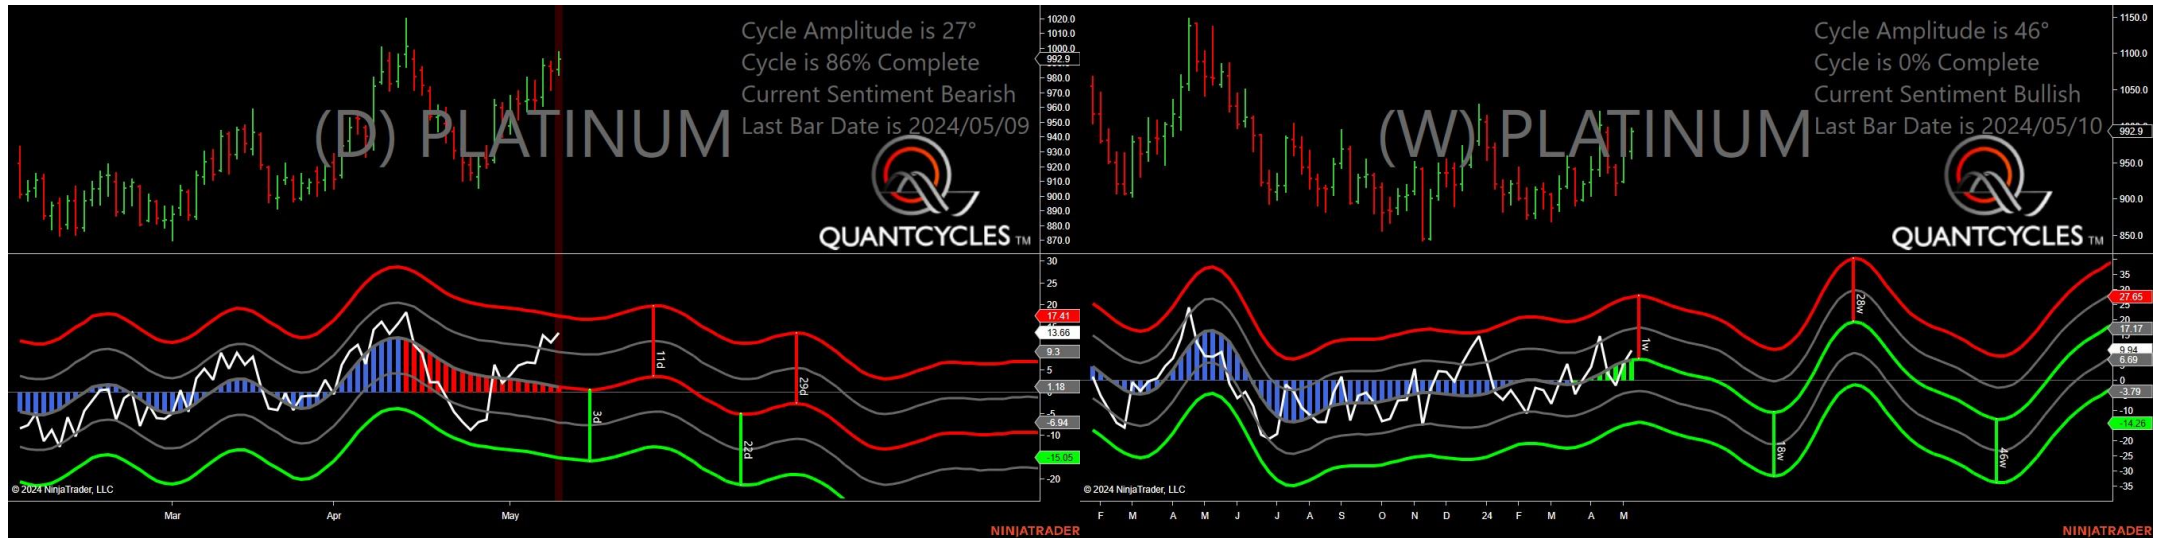 Cycle Amplitude is 27°
Cycle is 86% Complete
Current Sentiment Bearish
Last Bar Date is 2024/05/09
(D) PLATINUM
QUANTCYCLES TM
1020.0
1010.0
1000.0
992.9
980.0
970.0
960.0
950.0
940.0
930.0
920.0
910.0
900.0
890.0
880.0
870.0
30
25
20
17.41
13.66
9.3
5
1.18
-5
-6.94
-10
-15.05
-20
11d
29d
3d
22d
© 2024 NinjaTrader, LLC
Mar Apr May
NINJATRADER
Cycle Amplitude is 46°
Cycle is 0% Complete
Current Sentiment Bullish
Last Bar Date is 2024/05/10
(W) PLATINUM
QUANTCYCLES TM
1150.0
1100.0
1050.0
992.9
950.0
900.0
850.0
35
27.65
20
17.17
9.94
6.69
0
-3.79
-10
-14.26
-20
-25
-30
-35
28w
1w
18w
46w
© 2024 NinjaTrader, LLC
F M A M J J A S O N D 24 F M A M
NINJATRADER